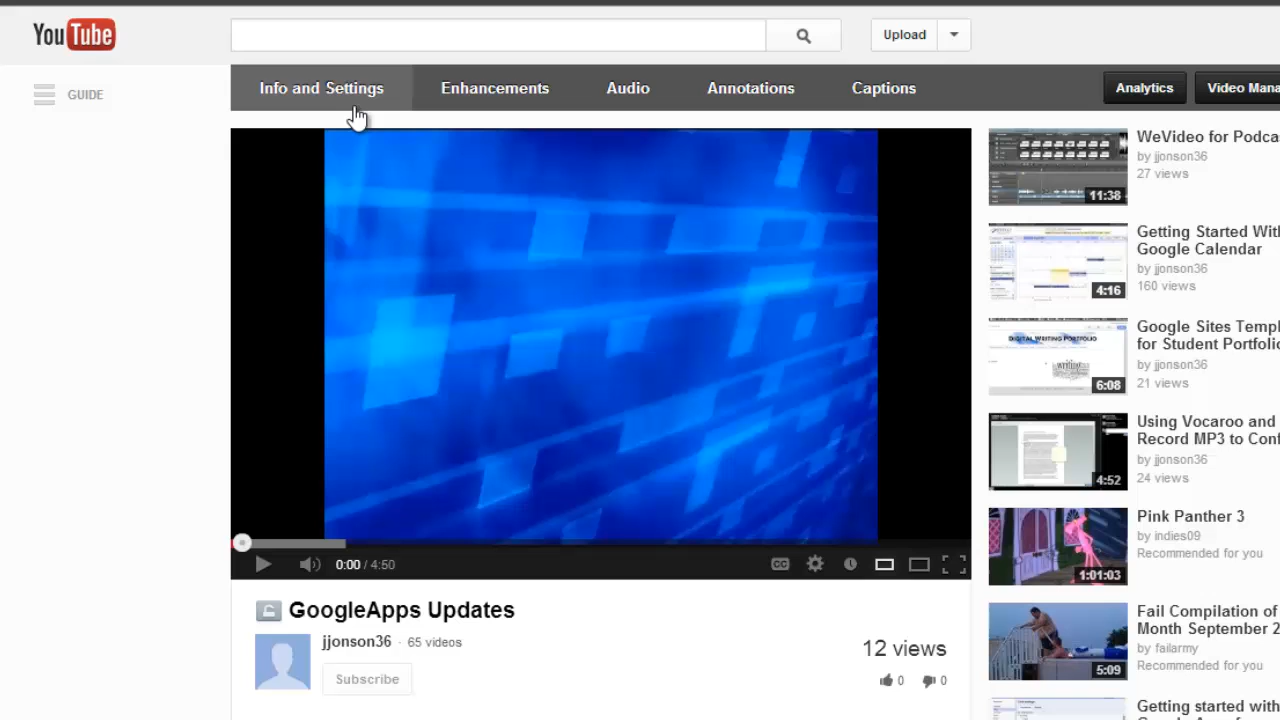 YouTube
Upload
GUIDE
Info and Settings
Enhancements
Audio
Annotations
Captions
Analytics
Video Mana
WeVideo for Podca
by jjonson36
27 views
11:38
Getting Started With
Google Calendar
by jjonson36
160 views
4:16
Google Sites Templ
for Student Portfolio
by jjonson36
21 views
DIGITAL WRITING PORTFOLIO
6:08
Using Vocaroo and
Record MP3 to Conf
by jjonson36
24 views
4:52
Pink Panther 3
by indies09
Recommended for you
1:01:03
Fail Compilation of
Month September 2
by failarmy
Recommended for you
5:09
Getting started with
0:00 / 4:50
CC
GoogleApps Updates
jjonson36 · 65 videos
Subscribe
12 views
0
0